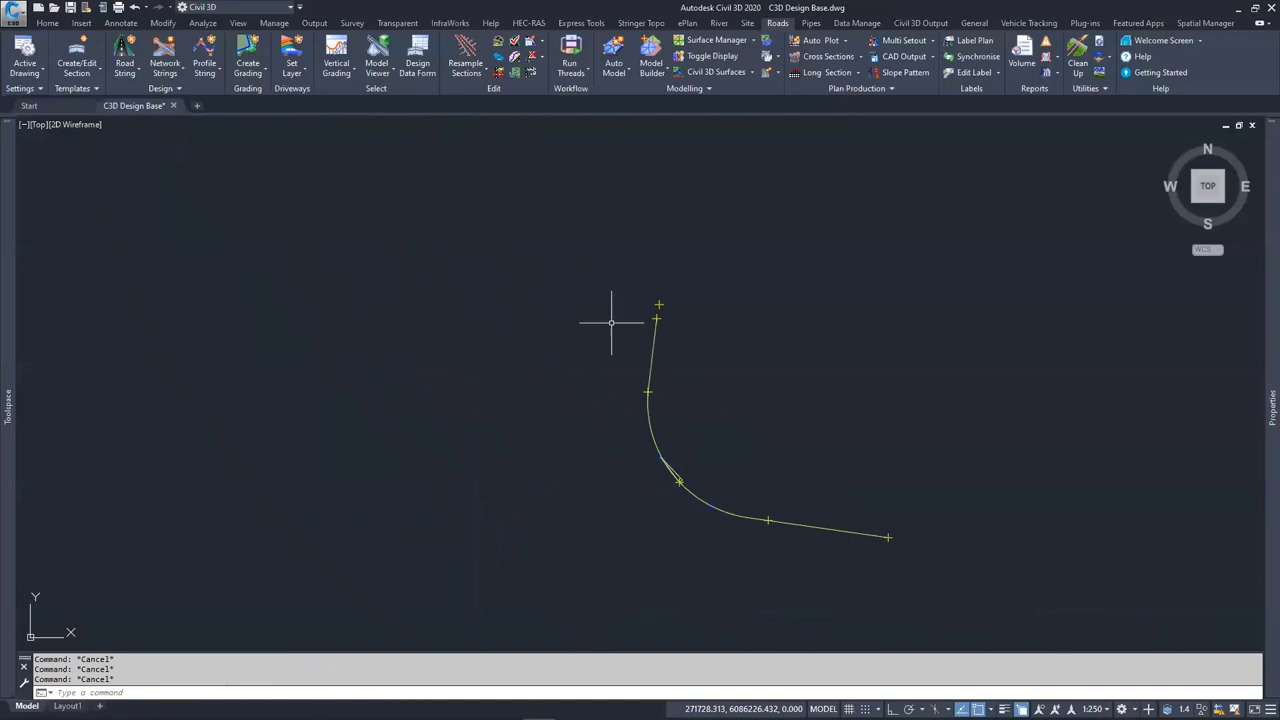 C3D Civil 3D Autodesk Civil 3D 2020 C3D Design Base.dwg
Home Insert Annotate Modify Analyze View Manage Output Survey Transparent InfraWorks Help HEC-RAS Express Tools Stringer Topo ePlan River Site Roads Pipes Data Manager Civil 3D Output General Vehicle Tracking Plug-ins Featured Apps Spatial Manager
Active Drawing Create/Edit Section Road String Network Strings Profile String Create Grading Set Layer Vertical Grading Model Viewer Design Data Form Resample Sections Run Threads Auto Model Model Builder Surface Manager Auto Plot Multi Setout Label Plan Volume Clean Up Welcome Screen
Toggle Display Cross Sections CAD Output Section Label Help
Civil 3D Surfaces Long Section Slope Pattern Edit Label Getting Started
Settings Templates Design Grading Driveways Select Edit Workflow Modelling Plan Production Labels Reports Utilities Help
Start C3D Design Base* +
[−][Top][2D Wireframe]
N
W TOP E
S
WCS
Toolspace
Properties
Y
X
Command: *Cancel*
Command: *Cancel*
Command: *Cancel*
Type a command
Model Layout1 + 271728.313, 6086226.432, 0.000 MODEL 1:4 1:250